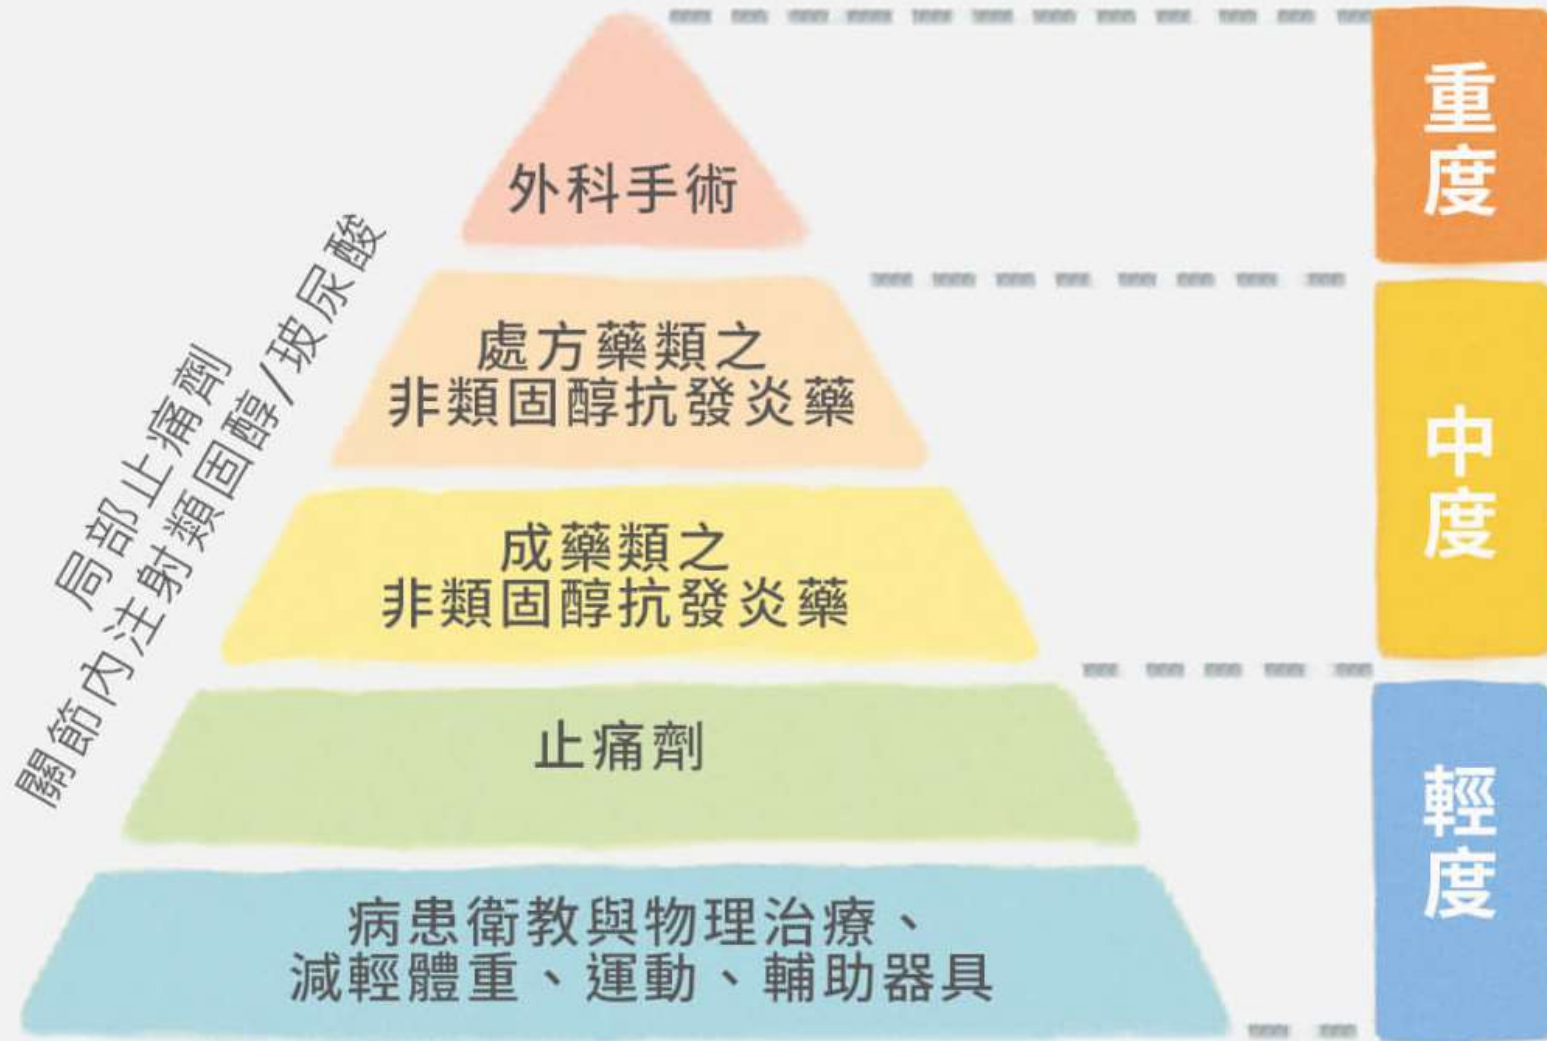 外科手術
處方藥類之
非類固醇抗發炎藥
成藥類之
非類固醇抗發炎藥
止痛劑
病患衛教與物理治療、
減輕體重、運動、輔助器具
局部止痛劑
關節內注射類固醇/玻尿酸
重度
中度
輕度